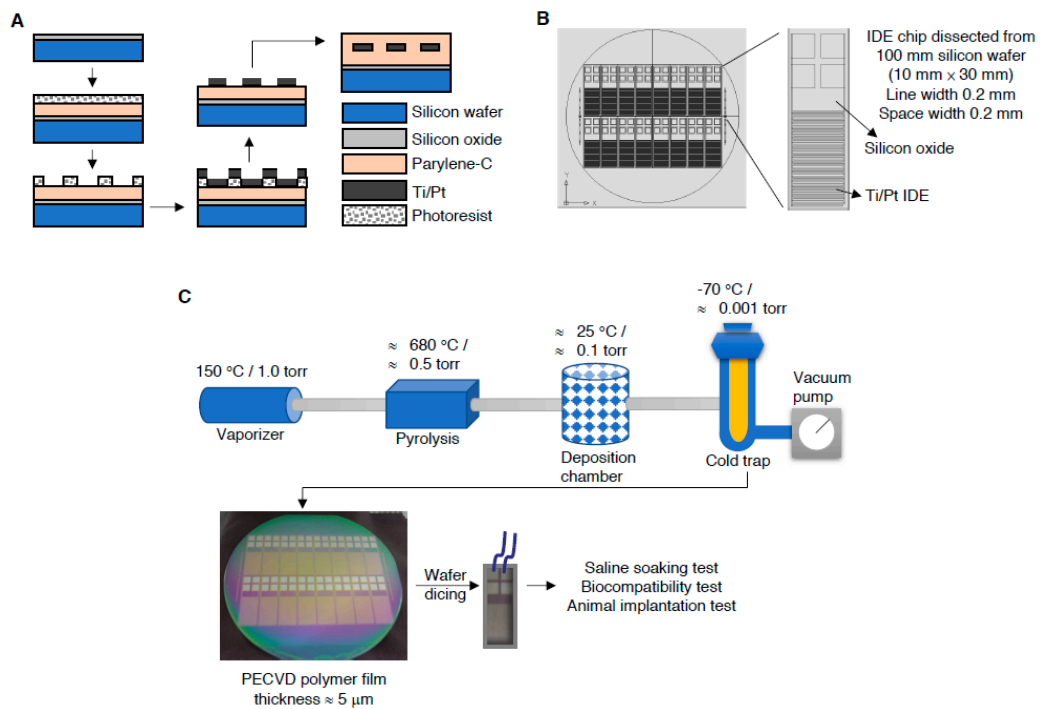 A
Silicon wafer
Silicon oxide
Parylene-C
Ti/Pt
Photoresist
B
IDE chip dissected from
100 mm silicon wafer
(10 mm x 30 mm)
Line width 0.2 mm
Space width 0.2 mm
Silicon oxide
Ti/Pt IDE
Y
X
C
150 °C / 1.0 torr
Vaporizer
≈ 680 °C /
≈ 0.5 torr
Pyrolysis
≈ 25 °C /
≈ 0.1 torr
Deposition
chamber
-70 °C /
≈ 0.001 torr
Cold trap
Vacuum
pump
PECVD polymer film
thickness ≈ 5 μm
Wafer
dicing
Saline soaking test
Biocompatibility test
Animal implantation test